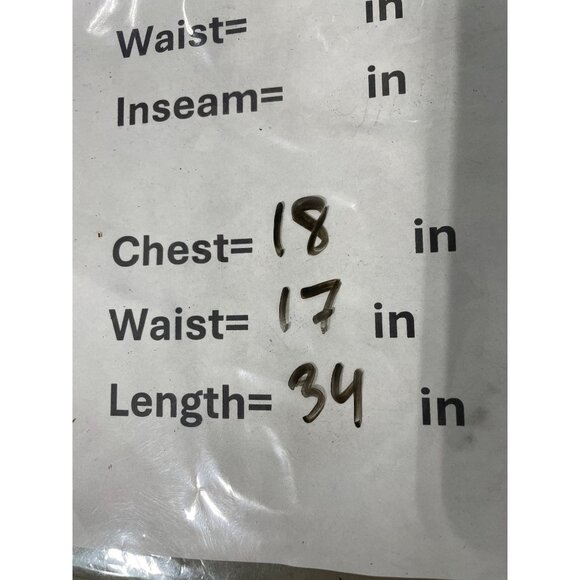 Waist= in
Inseam= in
Chest= 18 in
Waist= 17 in
Length= 34 in